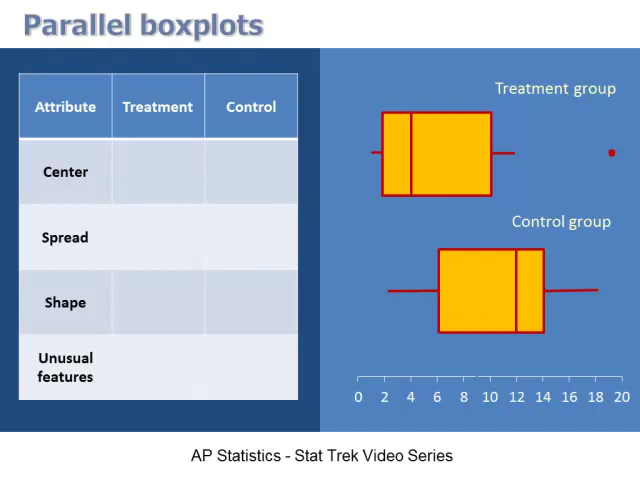 Parallel boxplots
Attribute Treatment Control
Center
Spread
Shape
Unusual
features
Treatment group
Control group
0 2 4 6 8 10 12 14 16 18 20
AP Statistics - Stat Trek Video Series